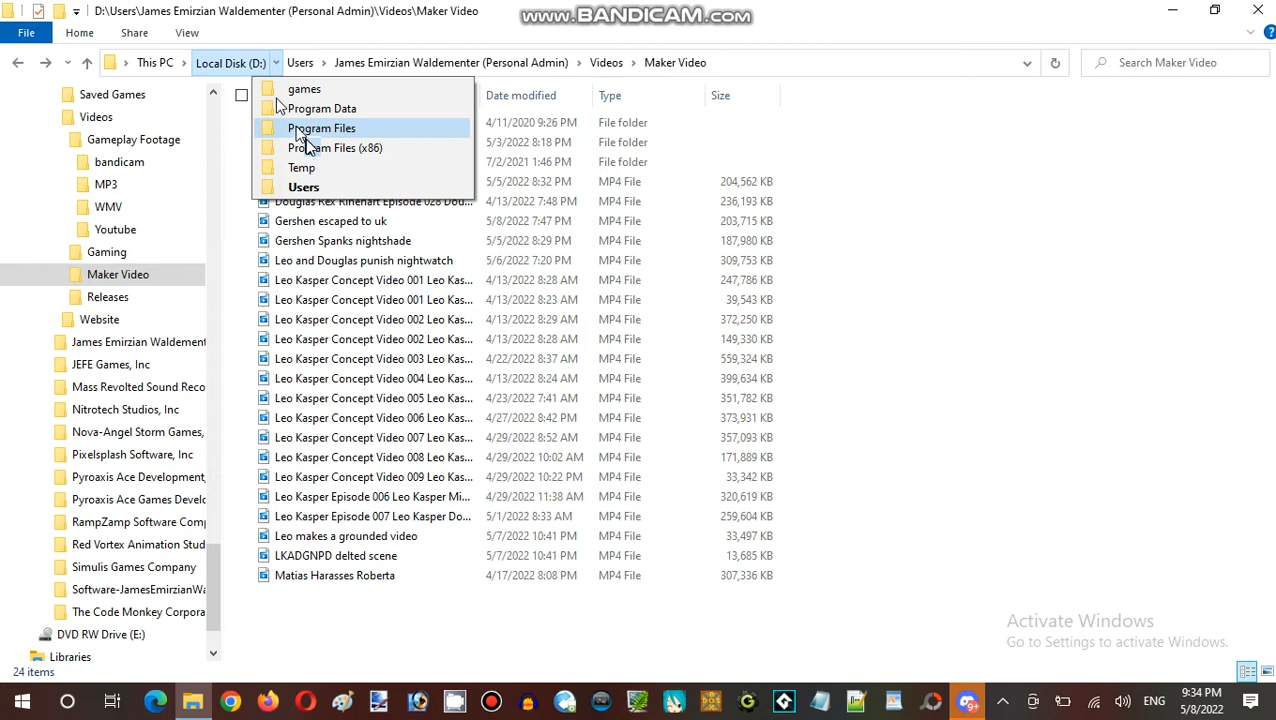 D:\Users\James Emirzian Waldementer (Personal Admin)\Videos\Maker Video
www.BANDICAM.com
File Home Share View
This PC Local Disk (D:) Users James Emirzian Waldementer (Personal Admin) Videos Maker Video Search Maker Video
games
Program Data
Program Files
Program Files (x86)
Temp
Users
Date modified Type Size
4/11/2020 9:26 PM File folder
5/3/2022 8:18 PM File folder
7/2/2021 1:46 PM File folder
5/5/2022 8:32 PM MP4 File 204,562 KB
Douglas Rex Rinehart Episode 028 Dou... 4/13/2022 7:48 PM MP4 File 236,193 KB
Gershen escaped to uk 5/8/2022 7:47 PM MP4 File 203,715 KB
Gershen Spanks nightshade 5/5/2022 8:29 PM MP4 File 187,980 KB
Leo and Douglas punish nightwatch 5/6/2022 7:20 PM MP4 File 309,753 KB
Leo Kasper Concept Video 001 Leo Kas... 4/13/2022 8:28 AM MP4 File 247,786 KB
Leo Kasper Concept Video 001 Leo Kas... 4/13/2022 8:23 AM MP4 File 39,543 KB
Leo Kasper Concept Video 002 Leo Kas... 4/13/2022 8:29 AM MP4 File 372,250 KB
Leo Kasper Concept Video 002 Leo Kas... 4/13/2022 8:28 AM MP4 File 149,330 KB
Leo Kasper Concept Video 003 Leo Kas... 4/22/2022 8:37 AM MP4 File 559,324 KB
Leo Kasper Concept Video 004 Leo Kas... 4/13/2022 8:24 AM MP4 File 399,634 KB
Leo Kasper Concept Video 005 Leo Kas... 4/23/2022 7:41 AM MP4 File 351,782 KB
Leo Kasper Concept Video 006 Leo Kas... 4/27/2022 8:42 PM MP4 File 373,931 KB
Leo Kasper Concept Video 007 Leo Kas... 4/29/2022 8:52 AM MP4 File 357,093 KB
Leo Kasper Concept Video 008 Leo Kas... 4/29/2022 10:02 AM MP4 File 171,889 KB
Leo Kasper Concept Video 009 Leo Kas... 4/29/2022 10:22 PM MP4 File 33,342 KB
Leo Kasper Episode 006 Leo Kasper Mi... 4/29/2022 11:38 AM MP4 File 320,619 KB
Leo Kasper Episode 007 Leo Kasper Do... 5/1/2022 8:33 AM MP4 File 259,604 KB
Leo makes a grounded video 5/7/2022 10:41 PM MP4 File 33,497 KB
LKADGNPD delted scene 5/7/2022 10:41 PM MP4 File 13,685 KB
Matias Harasses Roberta 4/17/2022 8:08 PM MP4 File 307,336 KB
Saved Games
Videos
Gameplay Footage
bandicam
MP3
WMV
Youtube
Gaming
Maker Video
Releases
Website
James Emirzian Waldement
JEFE Games, Inc
Mass Revolted Sound Reco
Nitrotech Studios, Inc
Nova-Angel Storm Games,
Pixelsplash Software, Inc
Pyroaxis Ace Development,
Pyroaxis Ace Games Develo
RampZamp Software Comp
Red Vortex Animation Stud
Simulis Games Company
Software-JamesEmirzianWa
The Code Monkey Corpora
DVD RW Drive (E:)
Libraries
24 items
Activate Windows
Go to Settings to activate Windows.
9+
ENG
9:34 PM
5/8/2022